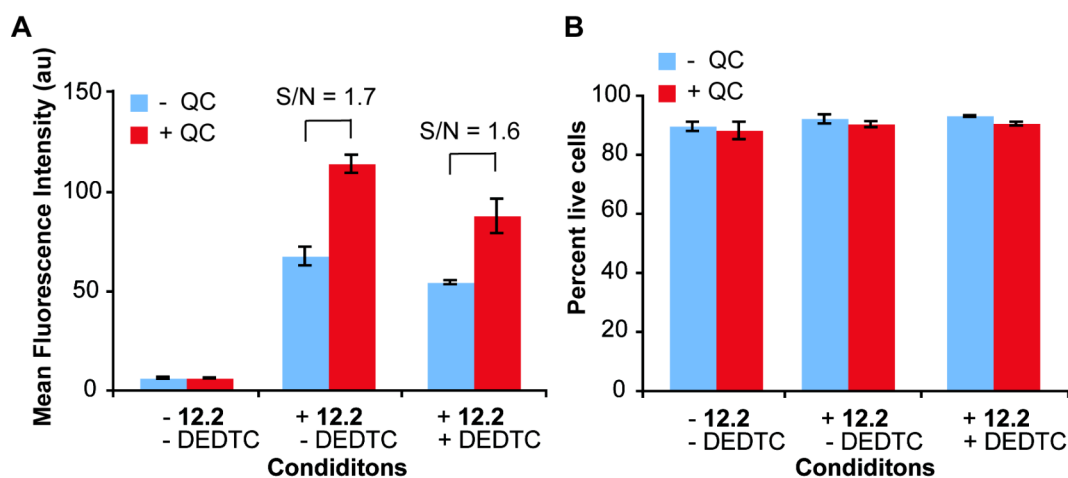 A
Mean Fluorescence Intensity (au)
- QC
+ QC
S/N = 1.7
S/N = 1.6
150
100
50
0
- 12.2
- DEDTC
+ 12.2
- DEDTC
+ 12.2
+ DEDTC
Condiditons
B
Percent live cells
- QC
+ QC
100
80
60
40
20
0
- 12.2
- DEDTC
+ 12.2
- DEDTC
+ 12.2
+ DEDTC
Condiditons